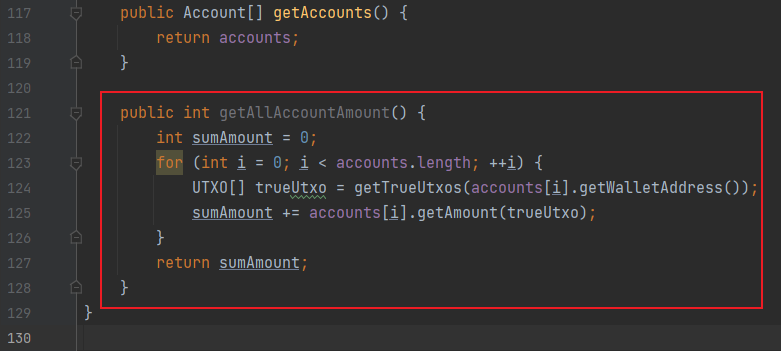 117 public Account[] getAccounts() {
118 return accounts;
119 }
120
121 public int getAllAccountAmount() {
122 int sumAmount = 0;
123 for (int i = 0; i < accounts.length; ++i) {
124 UTXO[] trueUtxo = getTrueUtxos(accounts[i].getWalletAddress());
125 sumAmount += accounts[i].getAmount(trueUtxo);
126 }
127 return sumAmount;
128 }
129 }
130